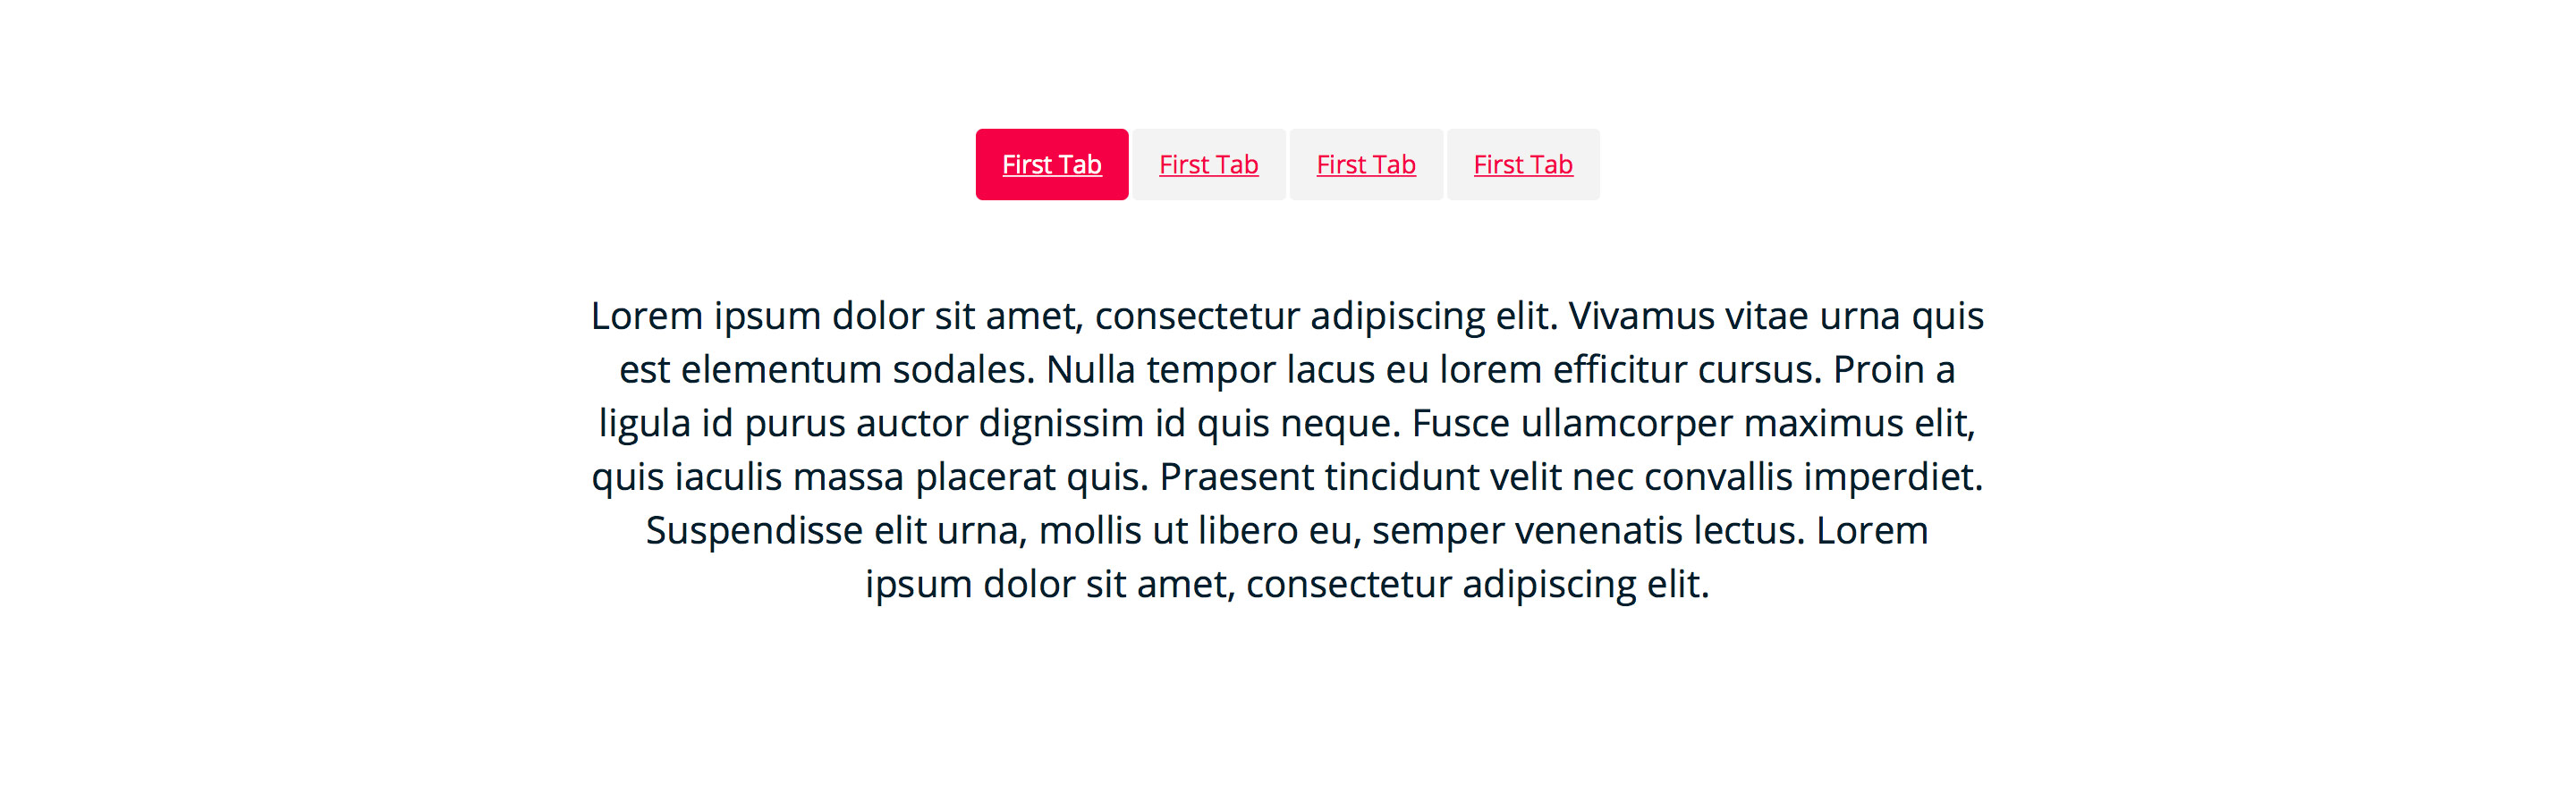 First Tab First Tab First Tab First Tab
Lorem ipsum dolor sit amet, consectetur adipiscing elit. Vivamus vitae urna quis
est elementum sodales. Nulla tempor lacus eu lorem efficitur cursus. Proin a
ligula id purus auctor dignissim id quis neque. Fusce ullamcorper maximus elit,
quis iaculis massa placerat quis. Praesent tincidunt velit nec convallis imperdiet.
Suspendisse elit urna, mollis ut libero eu, semper venenatis lectus. Lorem
ipsum dolor sit amet, consectetur adipiscing elit.